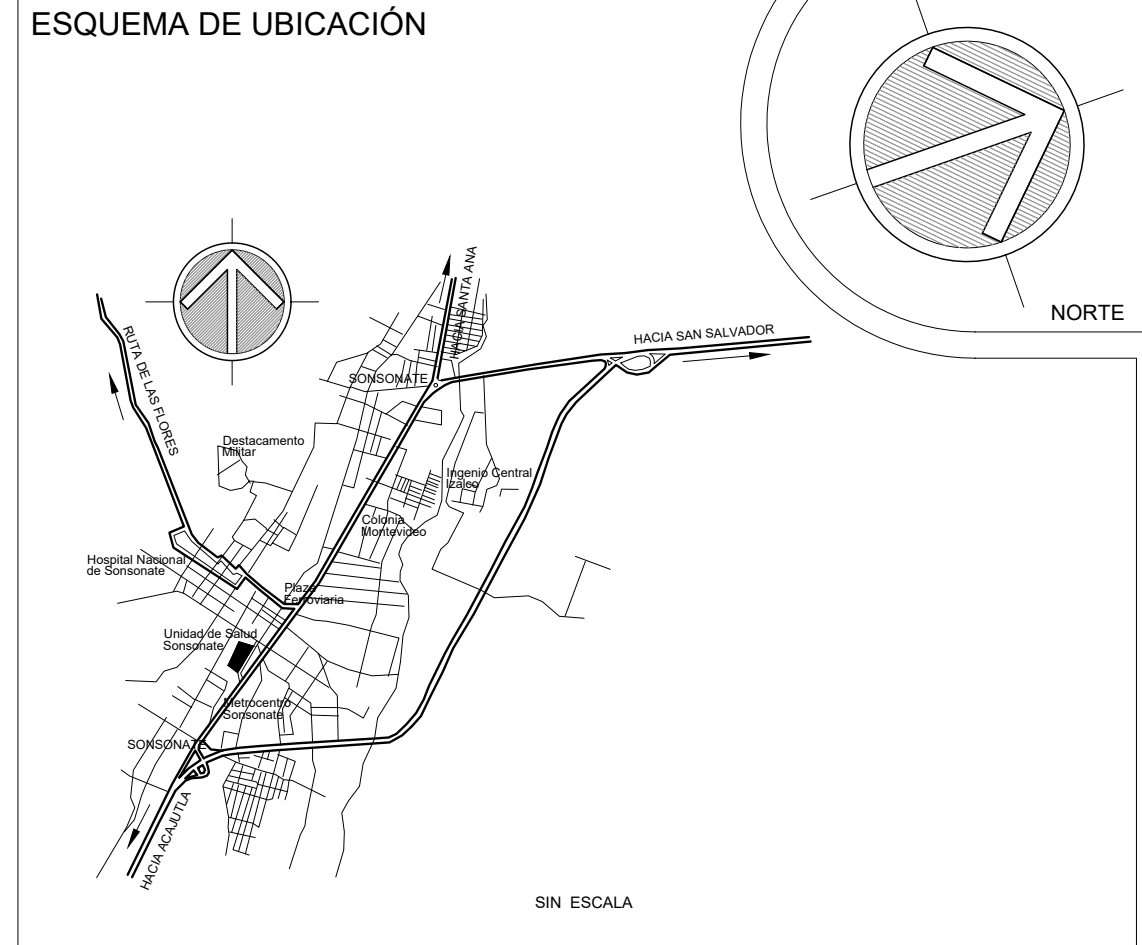 ESQUEMA DE UBICACIÓN
NORTE
HACIA SANTA ANA
HACIA SAN SALVADOR
RUTA DE LAS FLORES
SONSONATE
Destacamento
Militar
Ingenio Central
Izalco
Colonia
Montevideo
Hospital Nacional
de Sonsonate
Plaza
Ferroviaria
Unidad de Salud
Sonsonate
Metrocentro
Sonsonate
SONSONATE
HACIA ACAJUTLA
SIN ESCALA